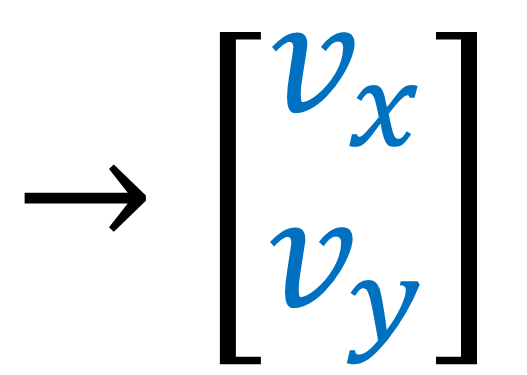 → [v_x
v_y]